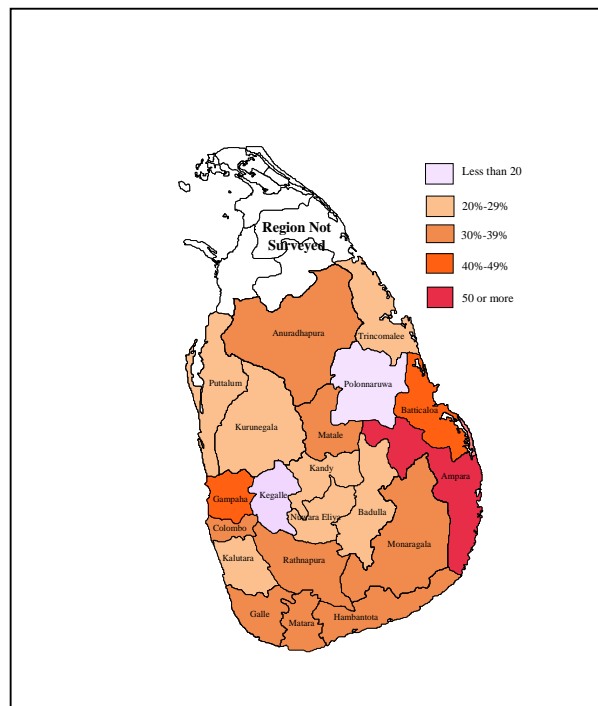 Less than 20
20%-29%
Region Not
Surveyed
30%-39%
40%-49%
50 or more
Anuradhapura
Trincomalee
Puttalum
Polonnaruwa
Batticaloa
Kurunegala
Matale
Kandy
Ampara
Gampaha
Kegalle
Nuwara Eliya
Badulla
Colombo
Monaragala
Kalutara
Rathnapura
Galle
Matara
Hambantota